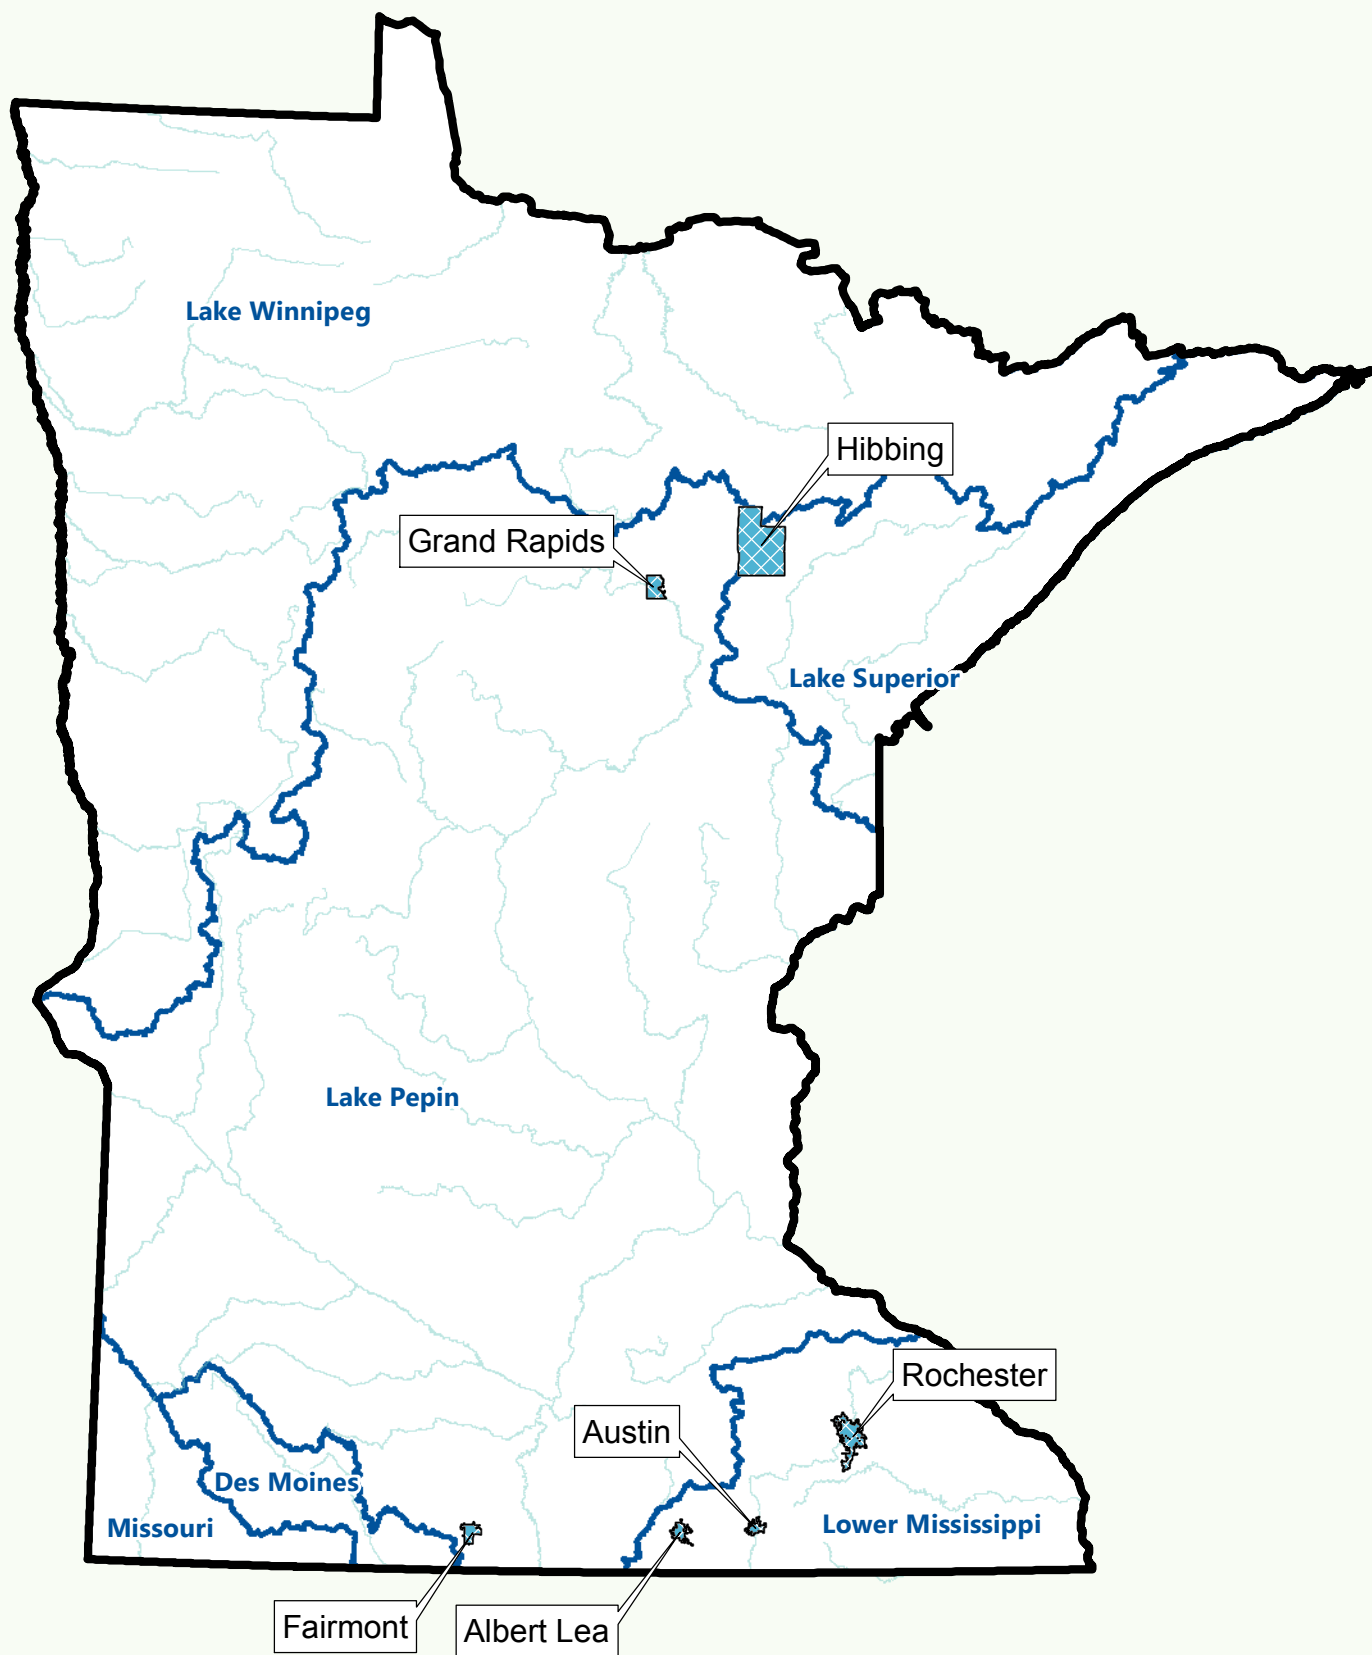 Lake Winnipeg
Hibbing
Grand Rapids
Lake Superior
Lake Pepin
Rochester
Austin
Des Moines
Missouri
Lower Mississippi
Fairmont
Albert Lea